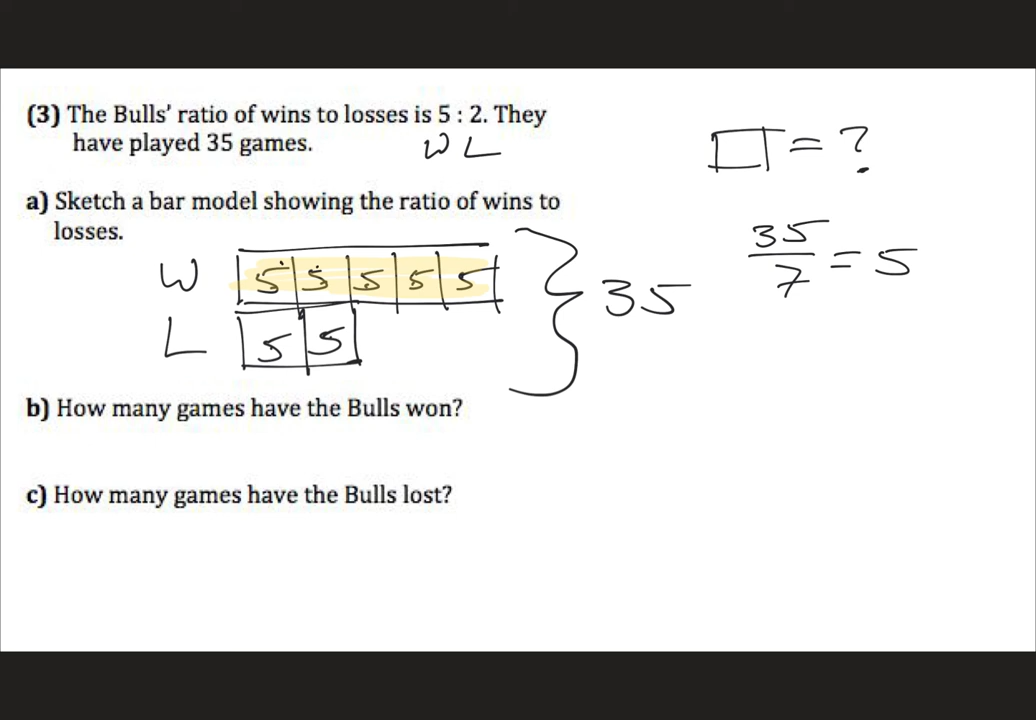 (3) The Bulls' ratio of wins to losses is 5 : 2. They
have played 35 games.
W L
□ = ?
a) Sketch a bar model showing the ratio of wins to
losses.
35/7 = 5
W 5 5 5 5 5
35
L 5 5
b) How many games have the Bulls won?
c) How many games have the Bulls lost?